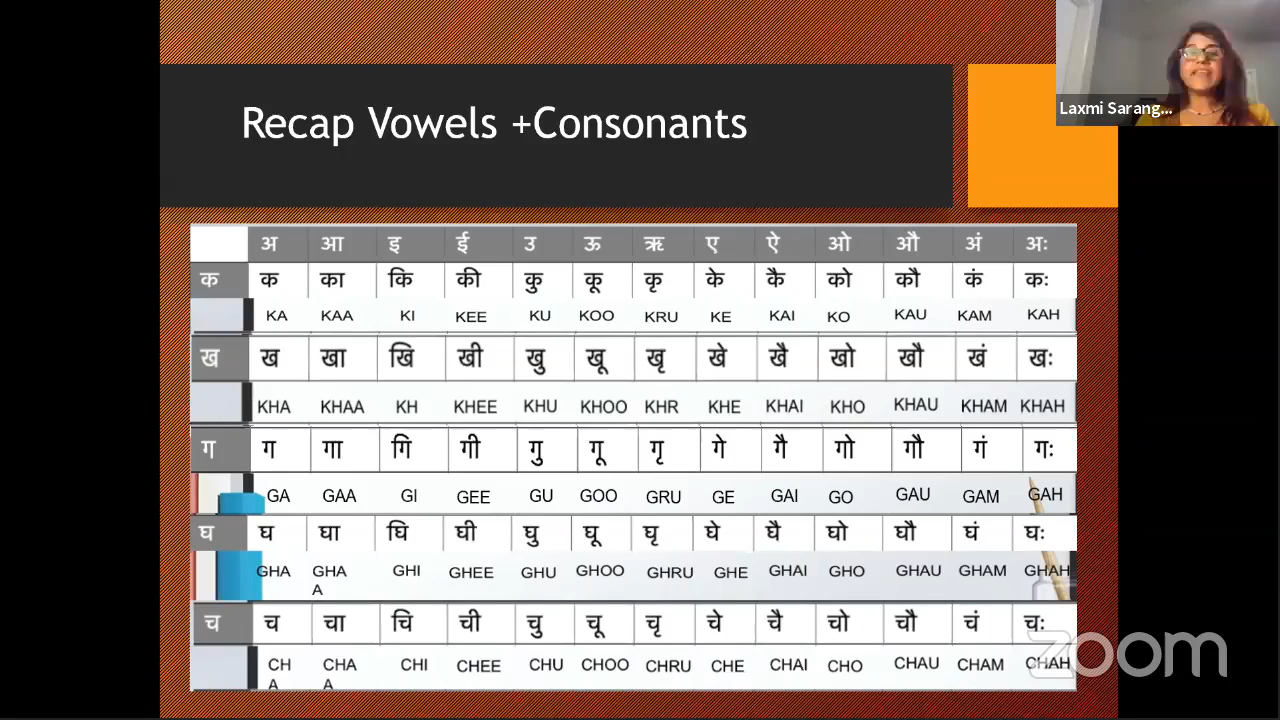 Recap Vowels +Consonants
Laxmi Sarang...
अ आ इ ई उ ऊ ऋ ए ऐ ओ औ अं अः
क क का कि की कु कू कृ के कै को कौ कं कः
KA KAA KI KEE KU KOO KRU KE KAI KO KAU KAM KAH
ख ख खा खि खी खु खू खृ खे खै खो खौ खं खः
KHA KHAA KH KHEE KHU KHOO KHR KHE KHAI KHO KHAU KHAM KHAH
ग ग गा गि गी गु गू गृ गे गै गो गौ गं गः
GA GAA GI GEE GU GOO GRU GE GAI GO GAU GAM GAH
घ घ घा घि घी घु घू घृ घे घै घो घौ घं घः
GHA GHA GHI GHEE GHU GHOO GHRU GHE GHAI GHO GHAU GHAM GHAH
A
च च चा चि ची चु चू चृ चे चै चो चौ चं चः
CH CHA CHI CHEE CHU CHOO CHRU CHE CHAI CHO CHAU CHAM CHAH
A A
zoom